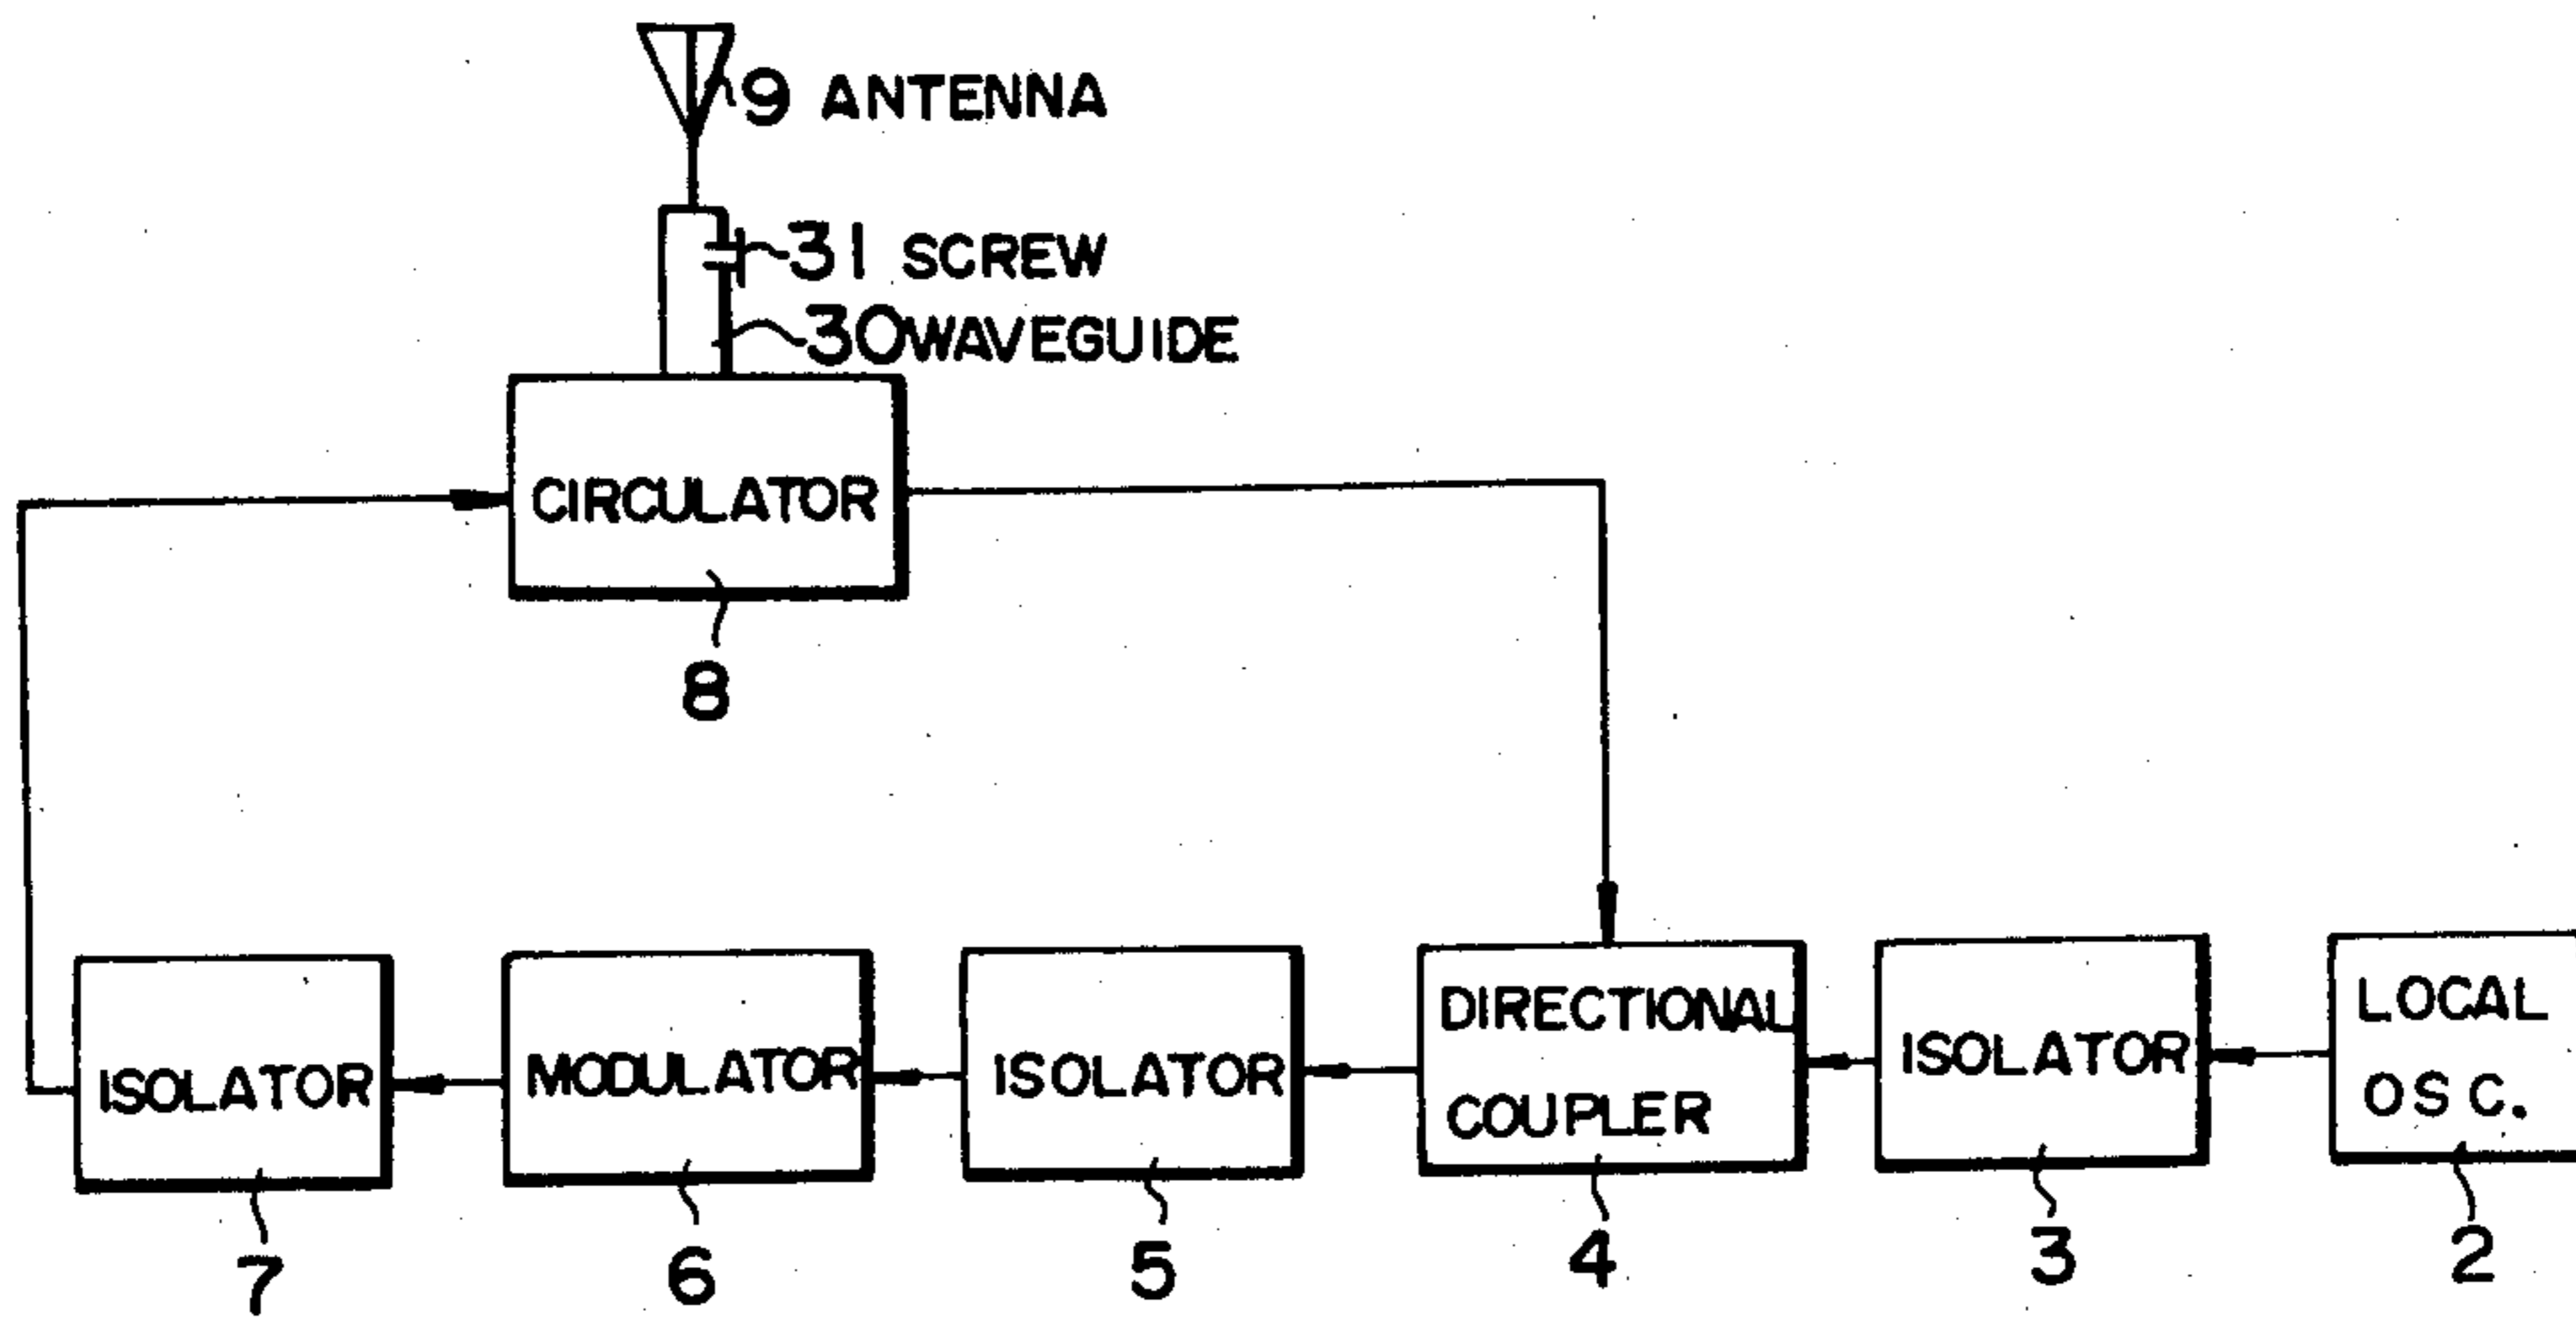 9 ANTENNA
31 SCREW
30 WAVEGUIDE
CIRCULATOR
8
ISOLATOR
7
MODULATOR
6
ISOLATOR
5
DIRECTIONAL
COUPLER
4
ISOLATOR
3
LOCAL
OSC.
2